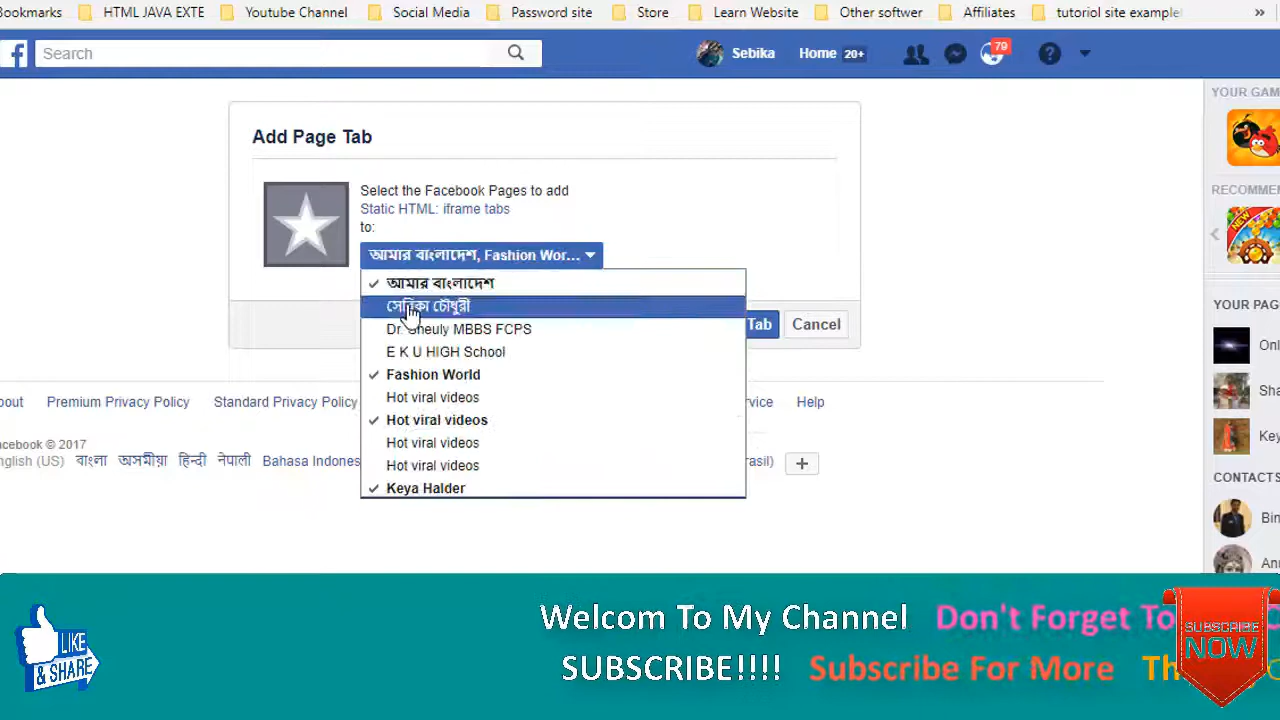 Bookmarks HTML JAVA EXTE Youtube Channel Social Media Password site Store Learn Website Other softwer Affiliates tutoriol site example »
f Search Sebika Home 20+ 79
YOUR GAM
Add Page Tab
Select the Facebook Pages to add
Static HTML: iframe tabs
to:
RECOMME
NEW
আমার বাংলাদেশ, Fashion Wor...
আমার বাংলাদেশ
চৌধুরী
YOUR PAG
Dr. Sheuly MBBS FCPS
Tab Cancel
Onl
E K U HIGH School
Fashion World
Sha
Hot viral videos
out Premium Privacy Policy Standard Privacy Policy vice Help
Hot viral videos
Key
acebook © 2017
Hot viral videos
nglish (US) বাংলা অসমীয়া हिन्दी नेपाली Bahasa Indones rasil) +
Hot viral videos
CONTACTS
Keya Halder
Bin
LIKE & SHARE
Welcom To My Channel Don't Forget To
SUBSCRIBE!!!! Subscribe For More Th
SUBSCRIBE
NOW